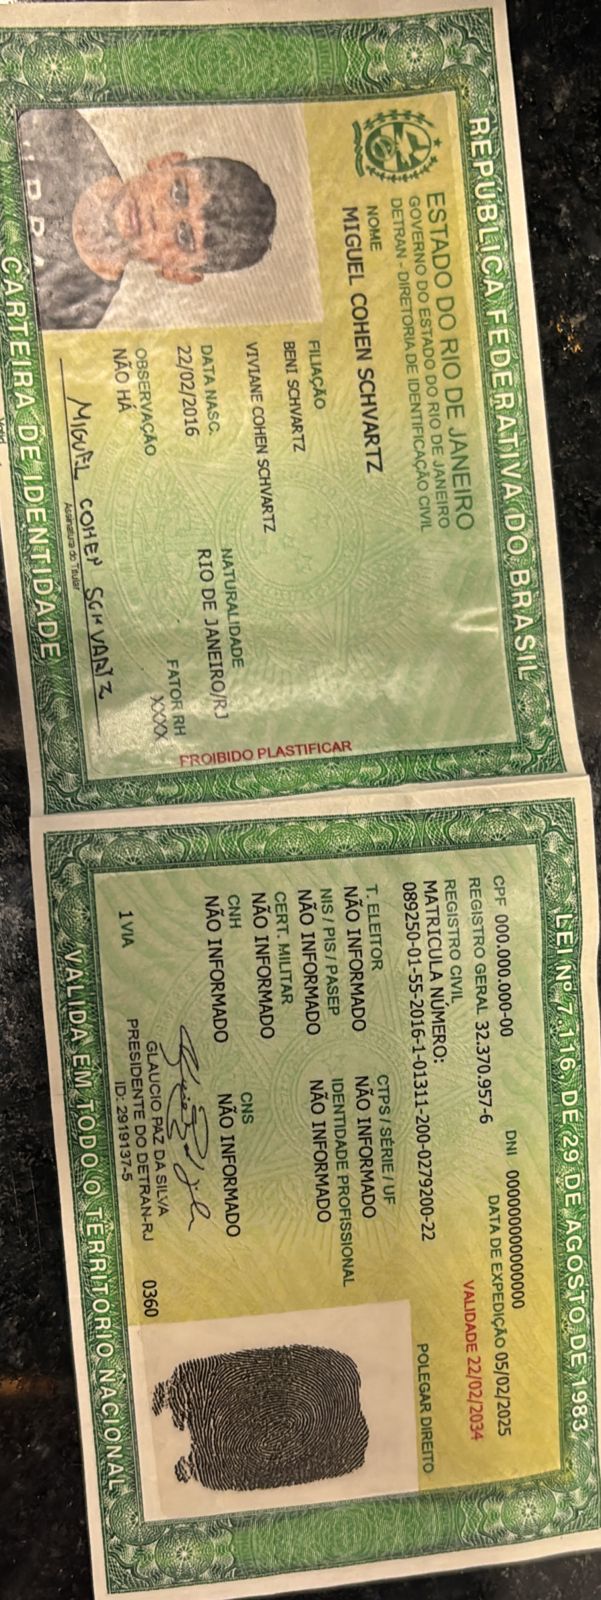 REPÚBLICA FEDERATIVA DO BRASIL
ESTADO DO RIO DE JANEIRO
GOVERNO DO ESTADO DO RIO DE JANEIRO
DETRAN - DIRETORIA DE IDENTIFICAÇÃO CIVIL
NOME
MIGUEL COHEN SCHVARTZ
FILIAÇÃO
BENI SCHVARTZ
VIVIANE COHEN SCHVARTZ
DATA NASC.
22/02/2016
NATURALIDADE
RIO DE JANEIRO/RJ
OBSERVAÇÃO
NÃO HÁ
FATOR RH
XXXX
MIGUEL COHEN SCHVARTZ
Assinatura do Titular
PROIBIDO PLASTIFICAR
CARTEIRA DE IDENTIDADE
LEI Nº 7.116, DE 29 DE AGOSTO DE 1983
CPF 000.000.000-00
DNI 0000000000000
REGISTRO GERAL 32.370.957-6
DATA DE EXPEDIÇÃO 05/02/2025
REGISTRO CIVIL
VALIDADE 22/02/2034
MATRICULA NUMERO:
089250-01-55-2016-1-01311-200-0279200-22
T. ELEITOR
NÃO INFORMADO
CTPS / SÉRIE / UF
NÃO INFORMADO
NIS / PIS / PASEP
NÃO INFORMADO
IDENTIDADE PROFISSIONAL
NÃO INFORMADO
CERT. MILITAR
NÃO INFORMADO
CNH
NÃO INFORMADO
CNS
NÃO INFORMADO
POLEGAR DIREITO
1 VIA
GLAUCIO PAZ DA SILVA
PRESIDENTE DO DETRAN-RJ
ID: 2919137-5
0360
VÁLIDA EM TODO O TERRITÓRIO NACIONAL